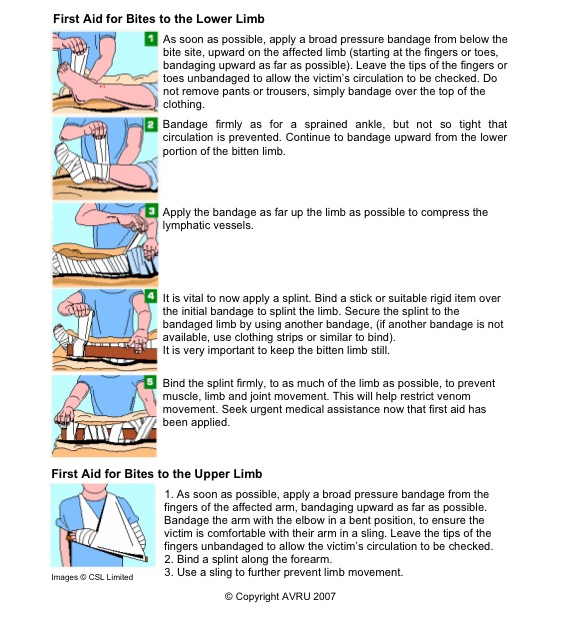 First Aid for Bites to the Lower Limb
1
As soon as possible, apply a broad pressure bandage from below the
bite site, upward on the affected limb (starting at the fingers or toes,
bandaging upward as far as possible). Leave the tips of the fingers or
toes unbandaged to allow the victim's circulation to be checked. Do
not remove pants or trousers, simply bandage over the top of the
clothing.
2
Bandage firmly as for a sprained ankle, but not so tight that
circulation is prevented. Continue to bandage upward from the lower
portion of the bitten limb.
3
Apply the bandage as far up the limb as possible to compress the
lymphatic vessels.
4
It is vital to now apply a splint. Bind a stick or suitable rigid item over
the initial bandage to splint the limb. Secure the splint to the
bandaged limb by using another bandage, (if another bandage is not
available, use clothing strips or similar to bind).
It is very important to keep the bitten limb still.
5
Bind the splint firmly, to as much of the limb as possible, to prevent
muscle, limb and joint movement. This will help restrict venom
movement. Seek urgent medical assistance now that first aid has
been applied.
First Aid for Bites to the Upper Limb
1. As soon as possible, apply a broad pressure bandage from the
fingers of the affected arm, bandaging upward as far as possible.
Bandage the arm with the elbow in a bent position, to ensure the
victim is comfortable with their arm in a sling. Leave the tips of the
fingers unbandaged to allow the victim's circulation to be checked.
2. Bind a splint along the forearm.
3. Use a sling to further prevent limb movement.
Images © CSL Limited
© Copyright AVRU 2007